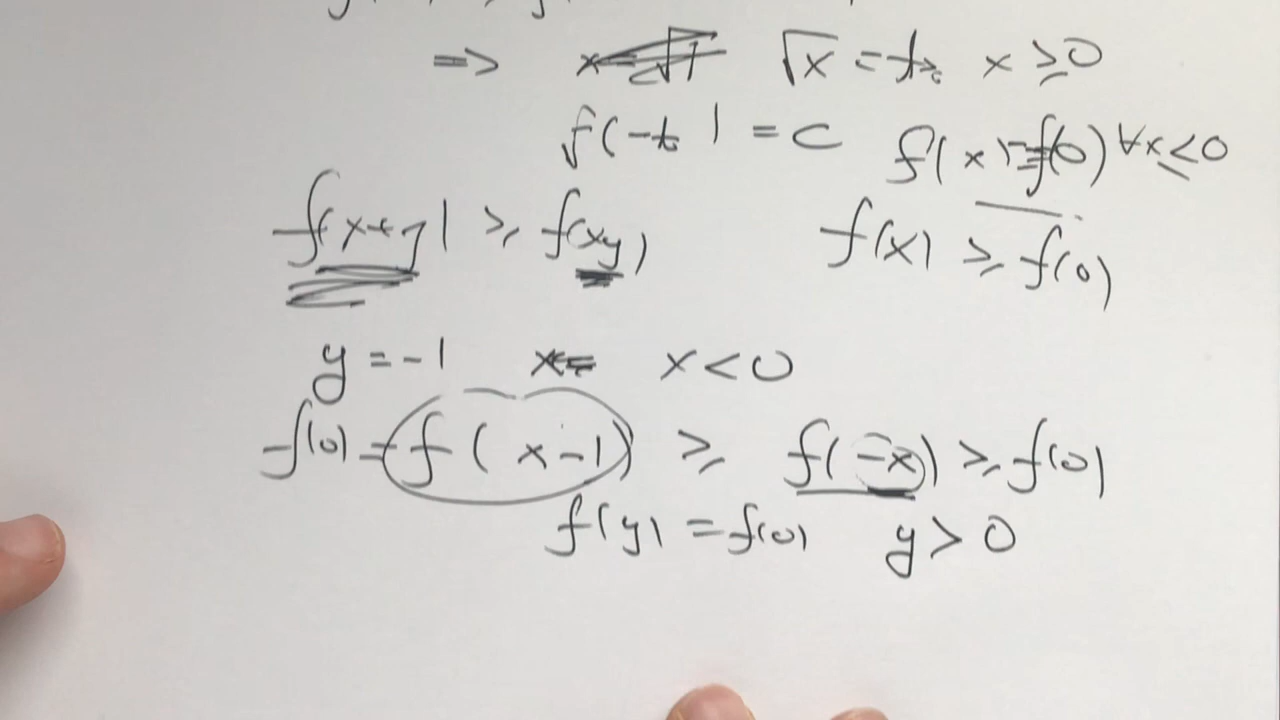 => √x = t x ≥ 0
f(-t) = c f(x) = f(0) ∀x ≤ 0
f(x+y) ≥ f(xy) f(x) ≥ f(0)
y = -1 x < 0
f(0) = f(x-1) ≥ f(-x) ≥ f(0)
f(y) = f(0) y > 0